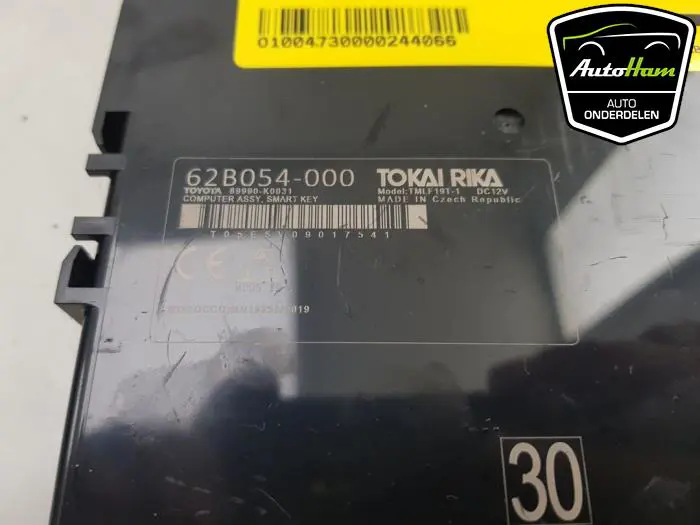 01004730000244066
AutoHam
AUTO
ONDERDELEN
62B054-000 TOKAI RIKA
TOYOTA 89990-K0031 Model:TMLF19T-1 DC12V
COMPUTER ASSY, SMART KEY MADE IN Czech Republic
CE
30